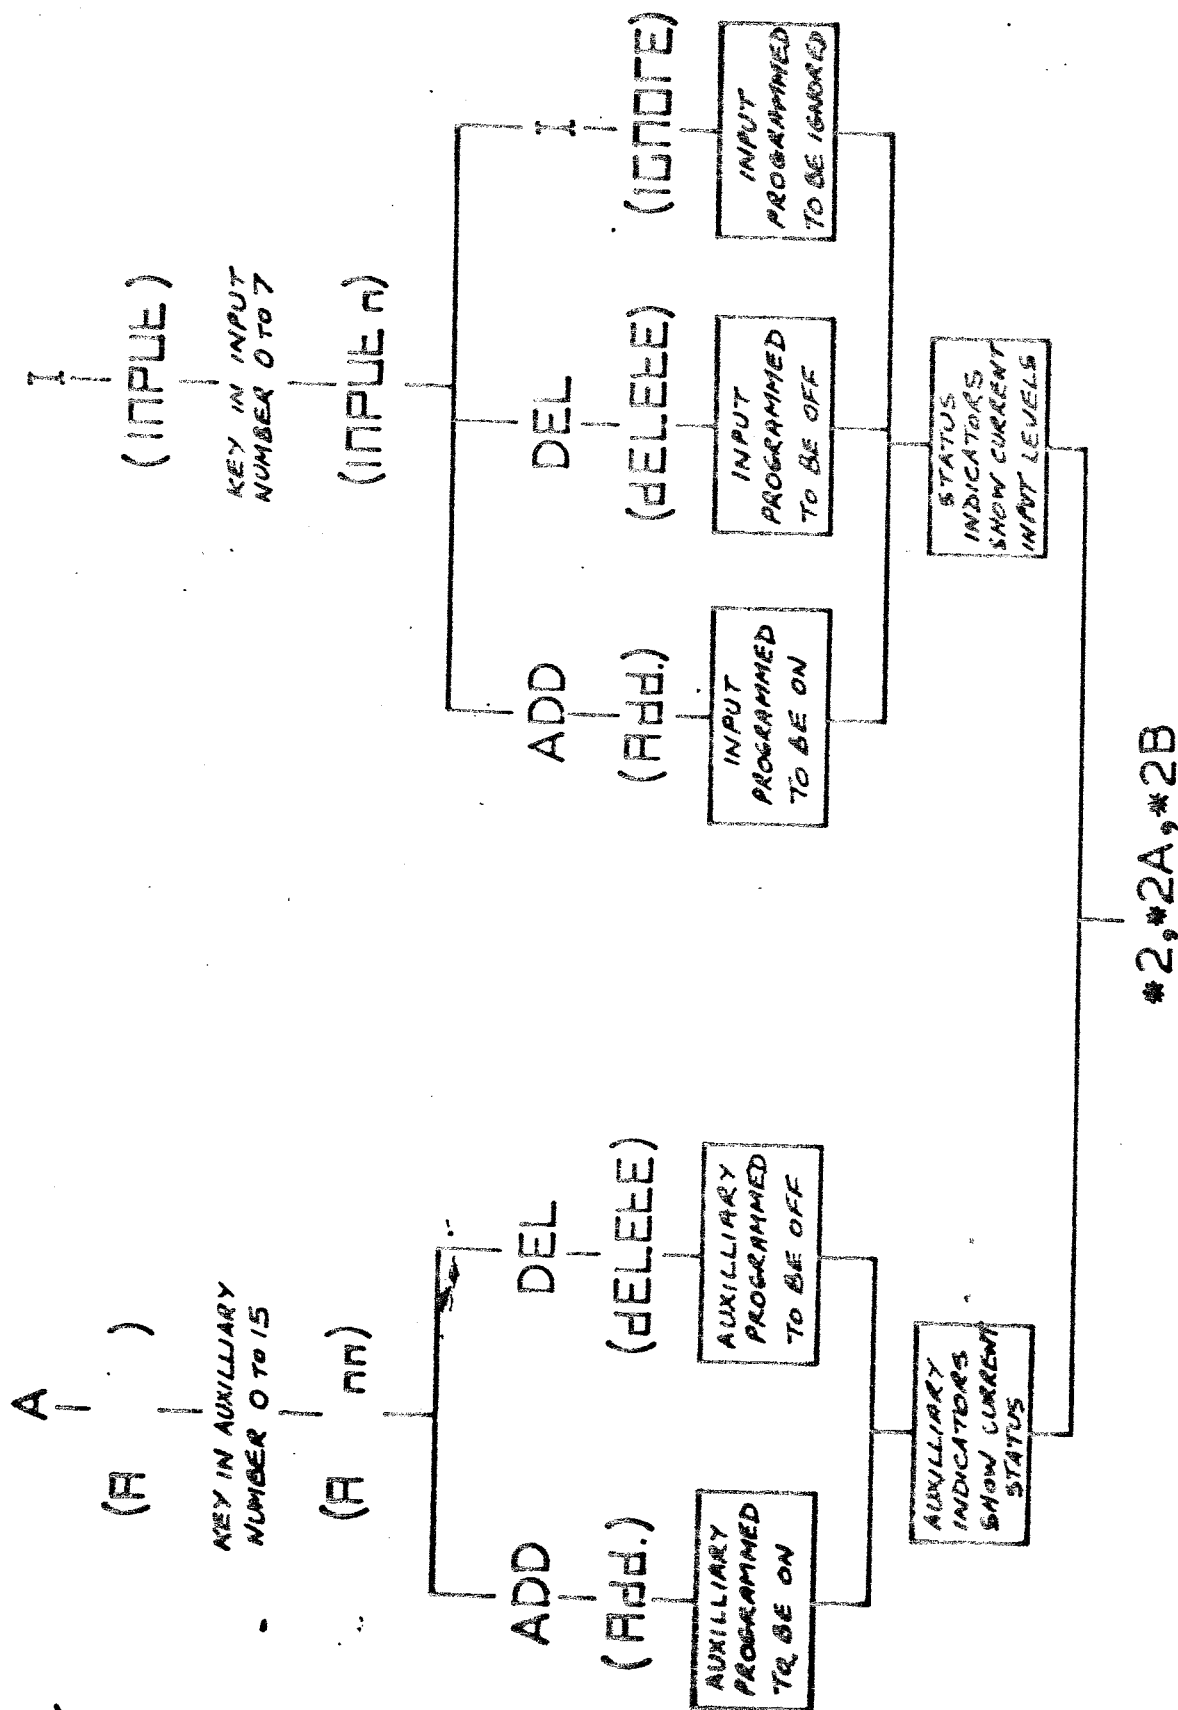 A
(A )
KEY IN AUXILLIARY
NUMBER 0 TO 15
(A nn)
ADD
DEL
(Add.)
(dELEtE)
AUXILLIARY
PROGRAMMED
TO BE ON
AUXILLIARY
PROGRAMMED
TO BE OFF
AUXILLIARY
INDICATORS
SHOW CURRENT
STATUS
I
(InPUt)
KEY IN INPUT
NUMBER 0 TO 7
(InPUt n)
ADD
DEL
I
(Add.)
(dELEtE)
(IGnOrE)
INPUT
PROGRAMMED
TO BE ON
INPUT
PROGRAMMED
TO BE OFF
INPUT
PROGRAMMED
TO BE IGNORED
STATUS
INDICATORS
SHOW CURRENT
INPUT LEVELS
*2,*2A,*2B